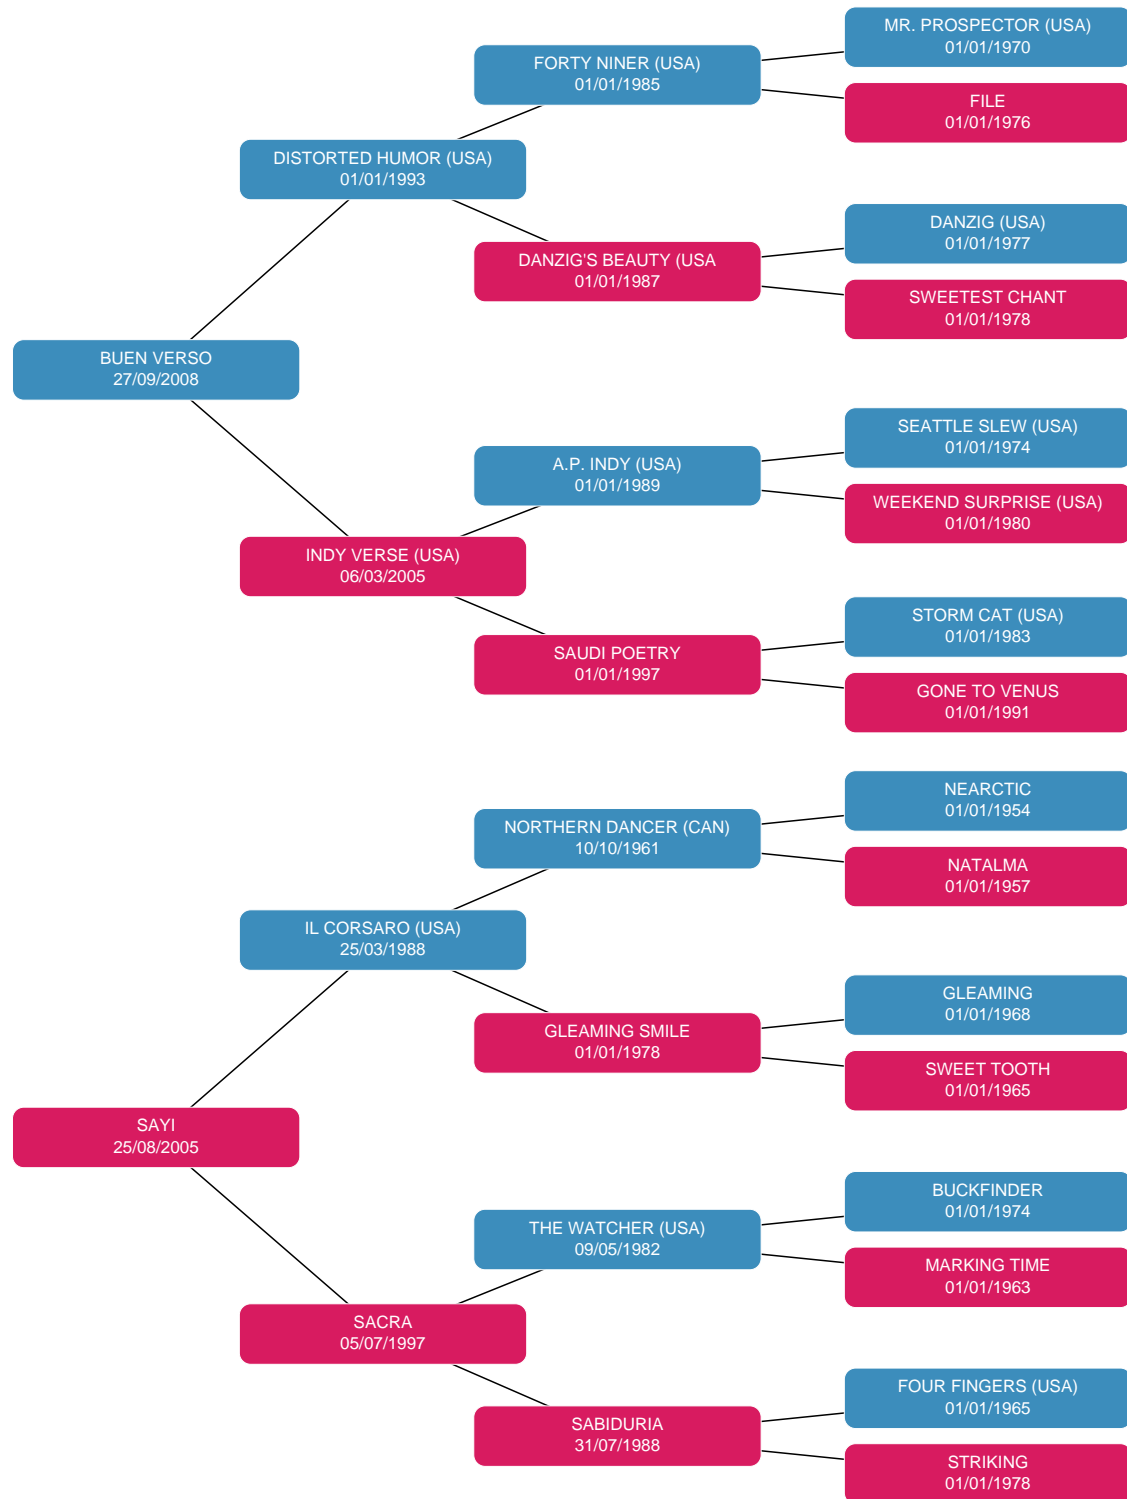 MR. PROSPECTOR (USA)
01/01/1970
FORTY NINER (USA)
01/01/1985
FILE
01/01/1976
DISTORTED HUMOR (USA)
01/01/1993
DANZIG (USA)
01/01/1977
DANZIG'S BEAUTY (USA
01/01/1987
SWEETEST CHANT
01/01/1978
BUEN VERSO
27/09/2008
SEATTLE SLEW (USA)
01/01/1974
A.P. INDY (USA)
01/01/1989
WEEKEND SURPRISE (USA)
01/01/1980
INDY VERSE (USA)
06/03/2005
STORM CAT (USA)
01/01/1983
SAUDI POETRY
01/01/1997
GONE TO VENUS
01/01/1991
NEARCTIC
01/01/1954
NORTHERN DANCER (CAN)
10/10/1961
NATALMA
01/01/1957
IL CORSARO (USA)
25/03/1988
GLEAMING
01/01/1968
GLEAMING SMILE
01/01/1978
SWEET TOOTH
01/01/1965
SAYI
25/08/2005
BUCKFINDER
01/01/1974
THE WATCHER (USA)
09/05/1982
MARKING TIME
01/01/1963
SACRA
05/07/1997
FOUR FINGERS (USA)
01/01/1965
SABIDURIA
31/07/1988
STRIKING
01/01/1978